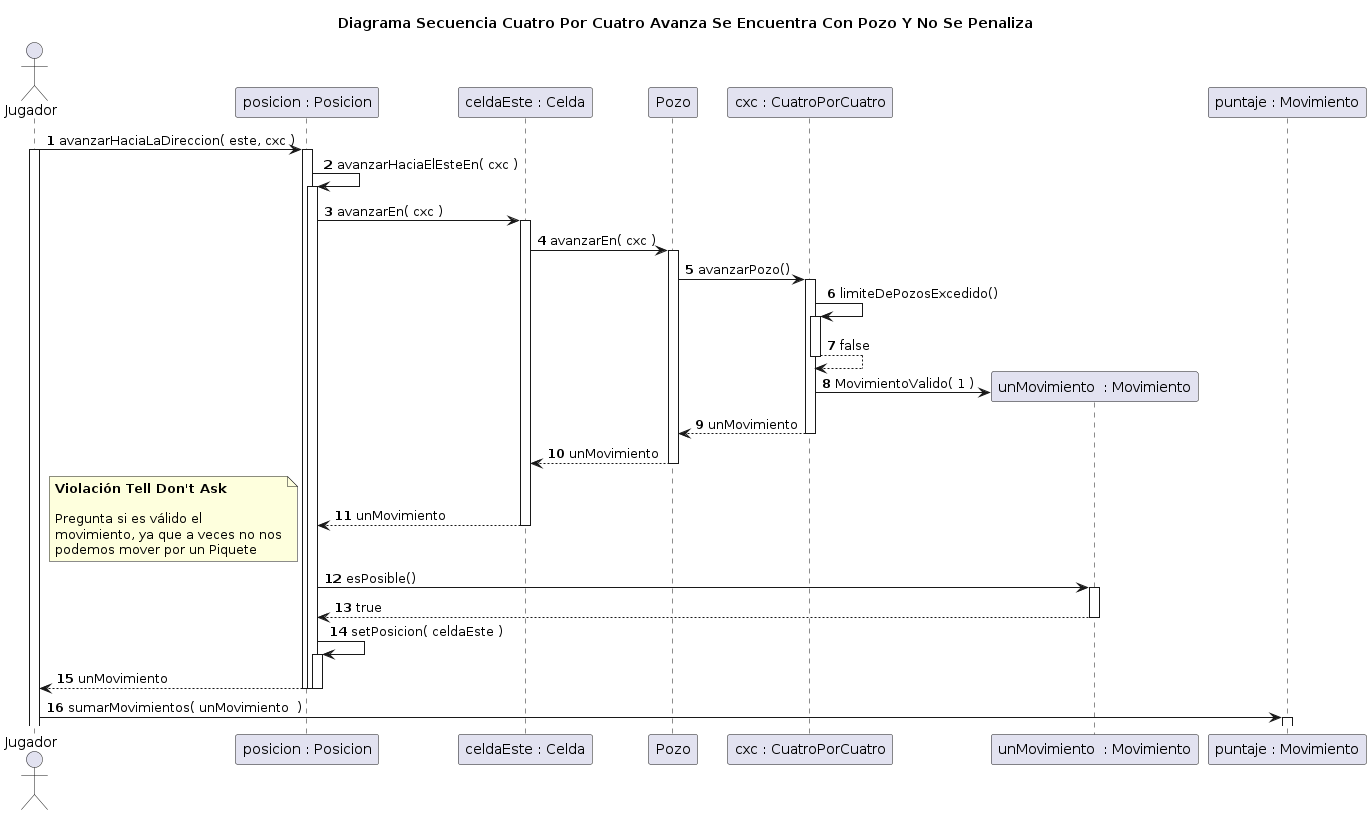 Diagrama Secuencia Cuatro Por Cuatro Avanza Se Encuentra Con Pozo Y No Se Penaliza
Jugador
posicion : Posicion
celdaEste : Celda
Pozo
cxc : CuatroPorCuatro
puntaje : Movimiento
1 avanzarHaciaLaDireccion( este, cxc )
2 avanzarHaciaElEsteEn( cxc )
3 avanzarEn( cxc )
4 avanzarEn( cxc )
5 avanzarPozo()
6 limiteDePozosExcedido()
7 false
8 MovimientoValido( 1 )
unMovimiento  : Movimiento
9 unMovimiento
10 unMovimiento
Violación Tell Don't Ask
Pregunta si es válido el
movimiento, ya que a veces no nos
podemos mover por un Piquete
11 unMovimiento
12 esPosible()
13 true
14 setPosicion( celdaEste )
15 unMovimiento
16 sumarMovimientos( unMovimiento  )
Jugador
posicion : Posicion
celdaEste : Celda
Pozo
cxc : CuatroPorCuatro
unMovimiento  : Movimiento
puntaje : Movimiento